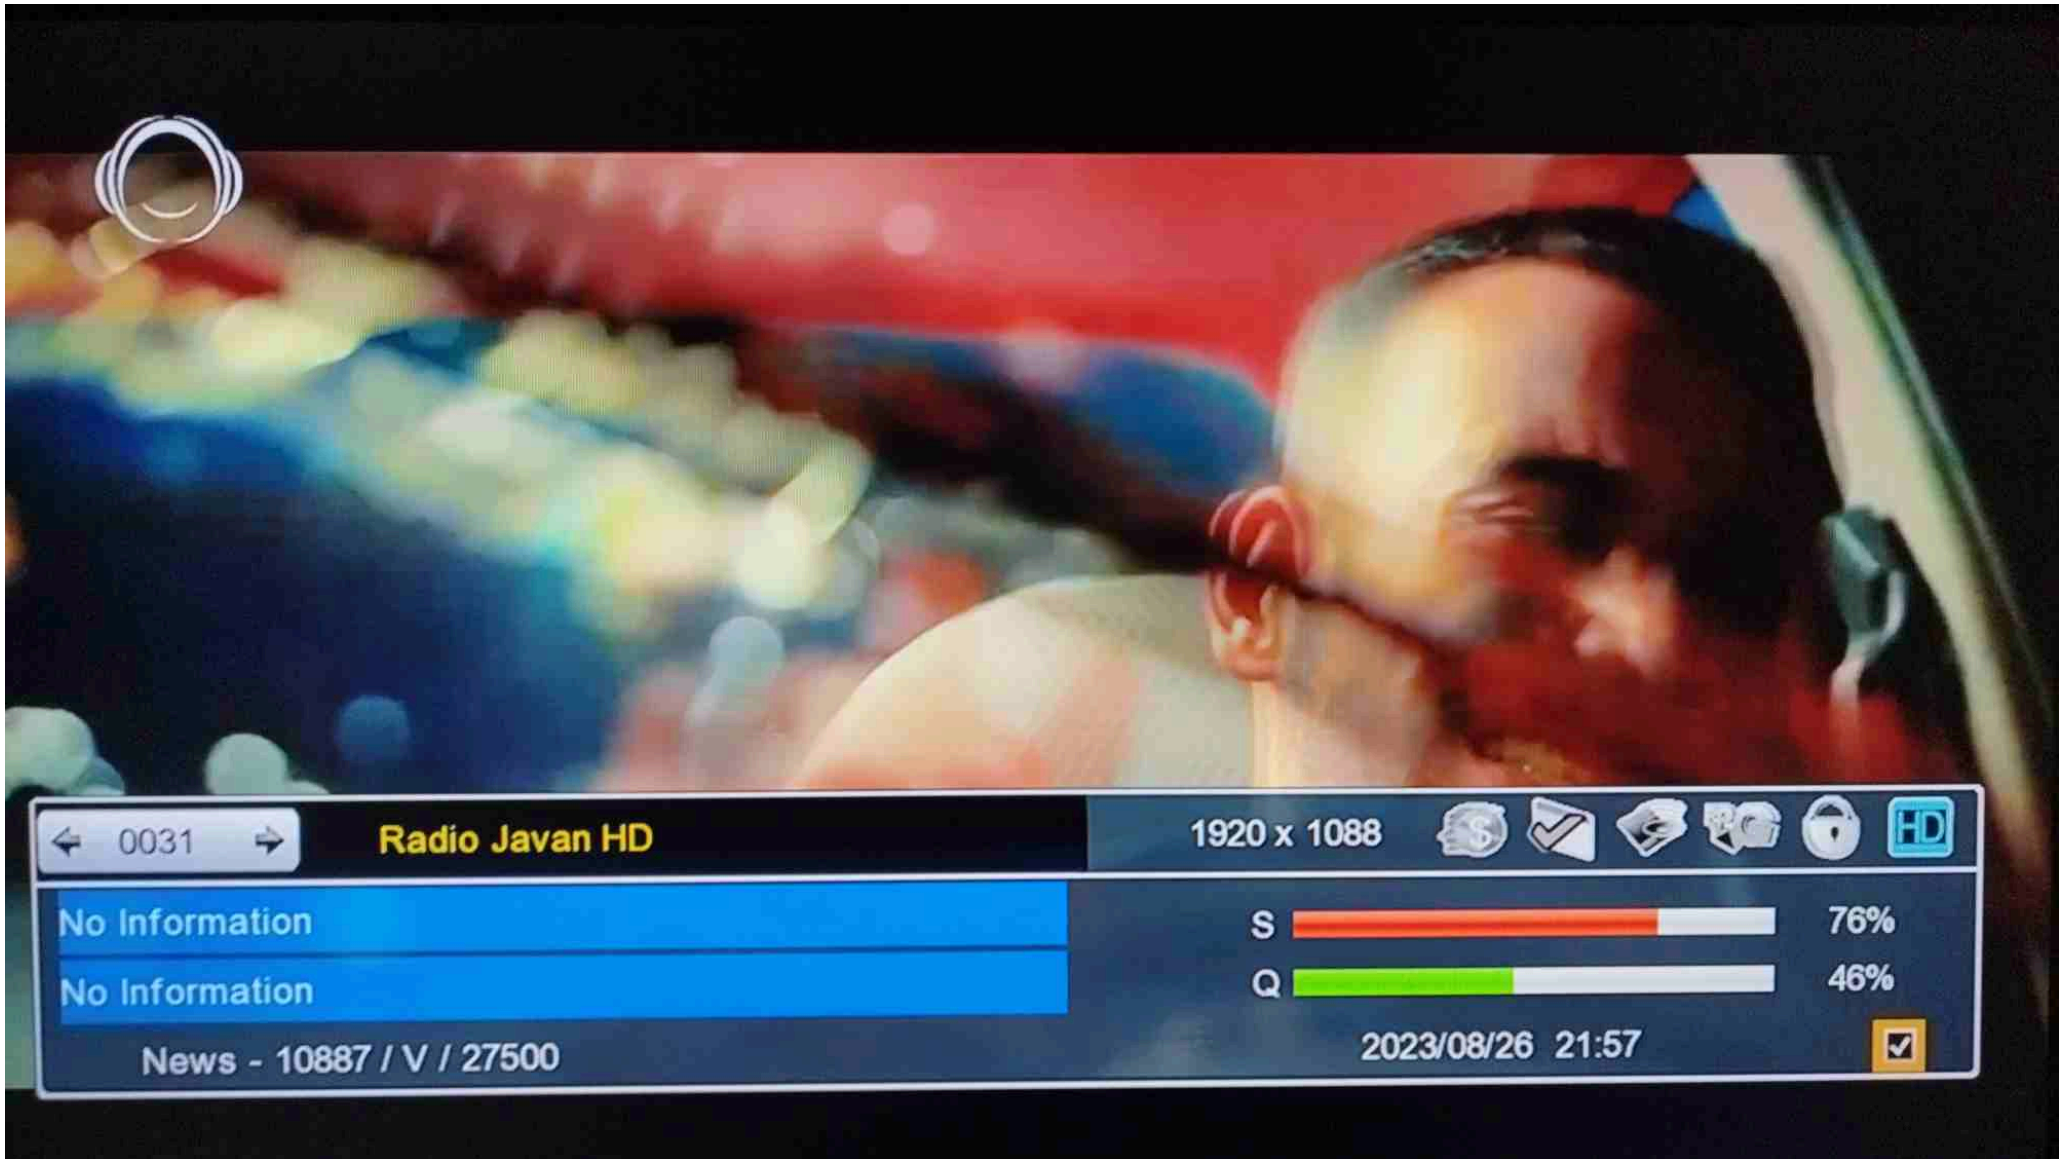 0031
Radio Javan HD
1920 x 1088
HD
No Information
S
76%
No Information
Q
46%
News - 10887 / V / 27500
2023/08/26 21:57